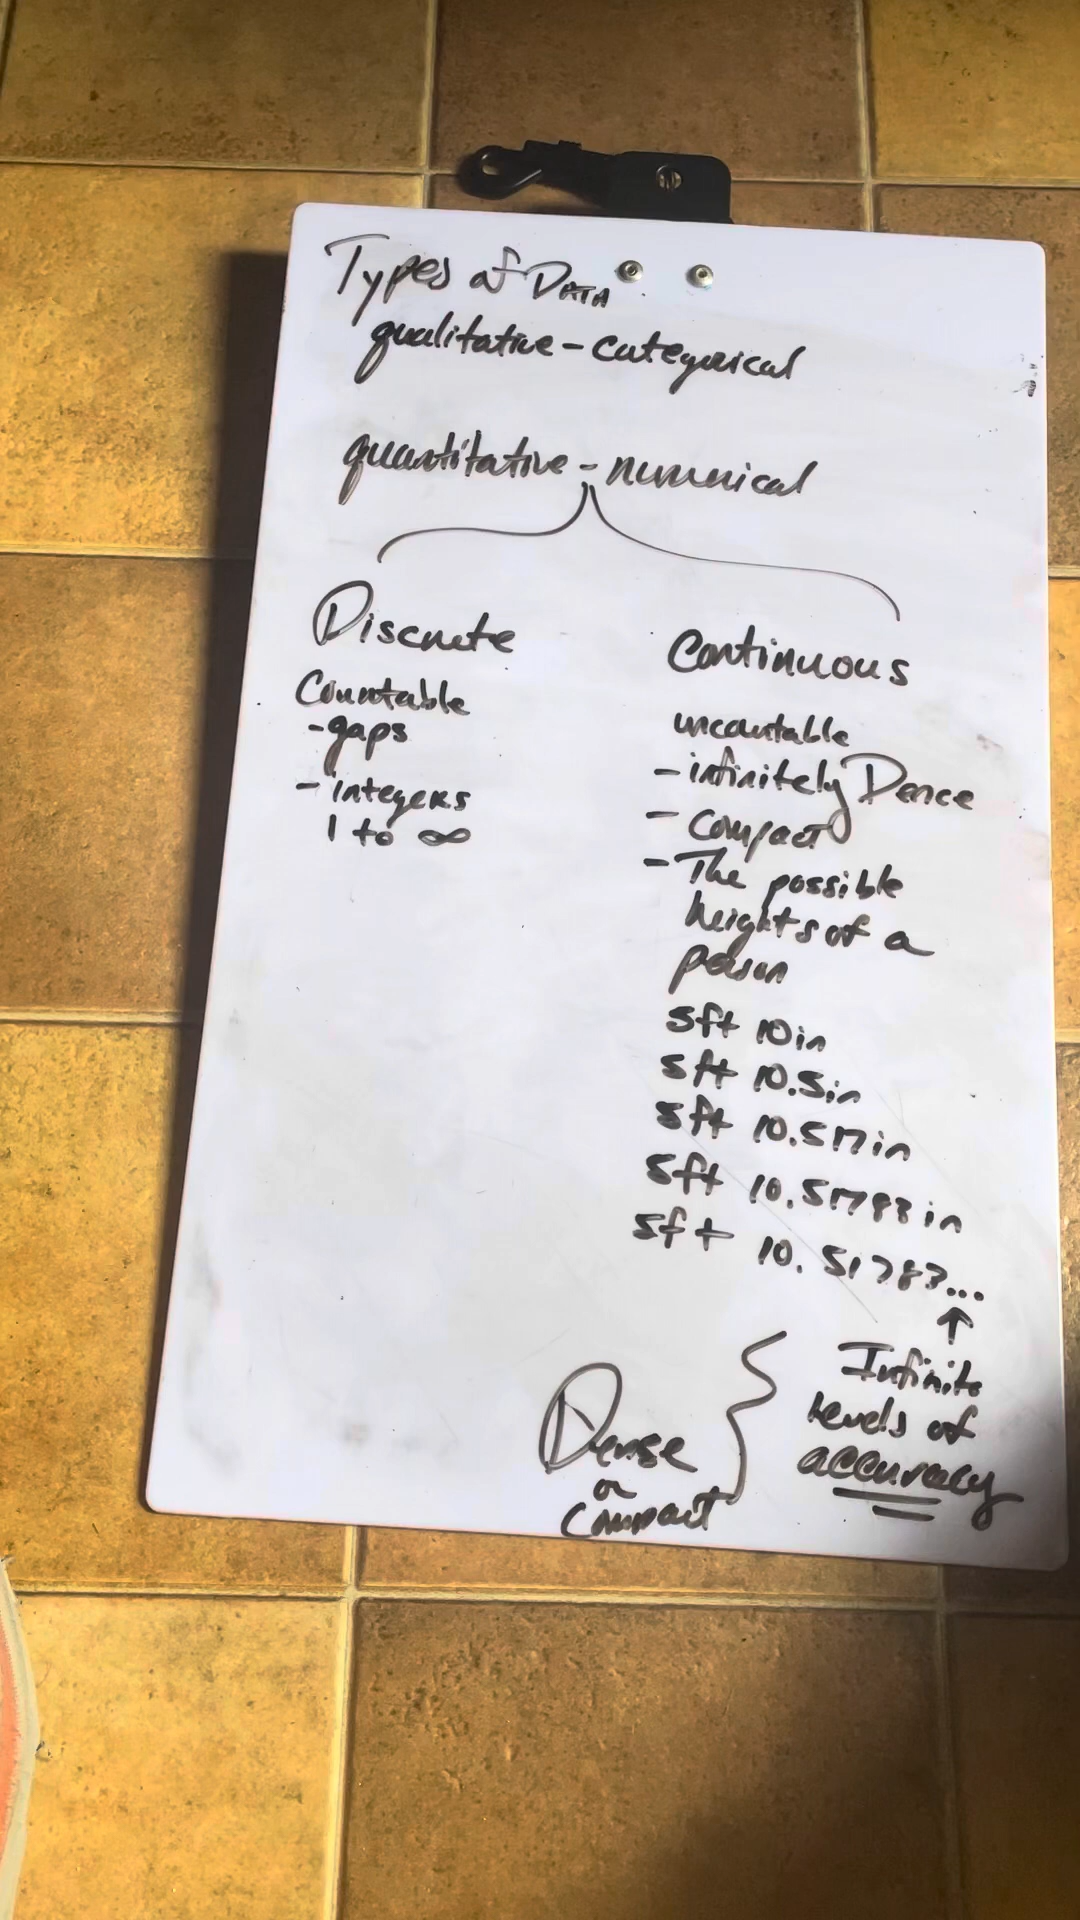 Types of DATA
qualitative - categorical
quantitative - numerical
Discrete
Countable
- gaps
- integers
1 to ∞
Continuous
uncountable
- infinitely Dence
- compact
- The possible
heights of a
person
5ft 10in
5ft 10.5in
5ft 10.517in
5ft 10.51783in
5ft 10.51783...
↑
Infinite
levels of
accuracy
Dense
or
Compact